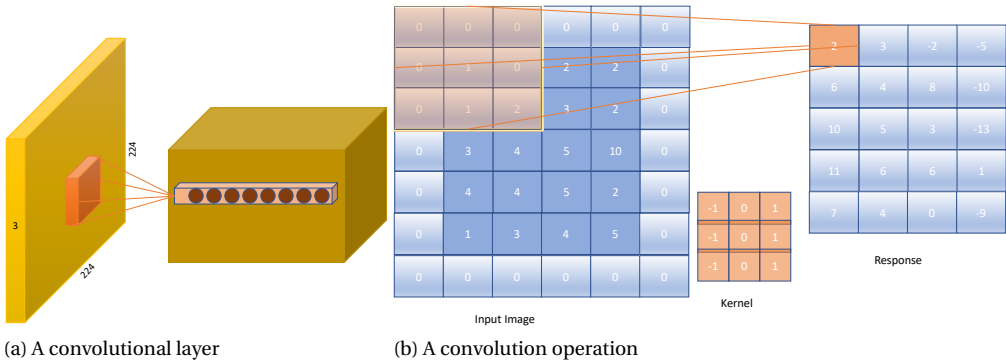 224
3
224
0 0 0 0 0 0
0 1 0 2 2 0
0 1 2 3 2 0
0 3 4 5 10 0
0 4 4 5 2 0
0 1 3 4 5 0
0 0 0 0 0 0
Input Image
-1 0 1
-1 0 1
-1 0 1
Kernel
2 3 -2 -5
6 4 8 -10
10 5 3 -13
11 6 6 1
7 4 0 -9
Response
(a) A convolutional layer
(b) A convolution operation